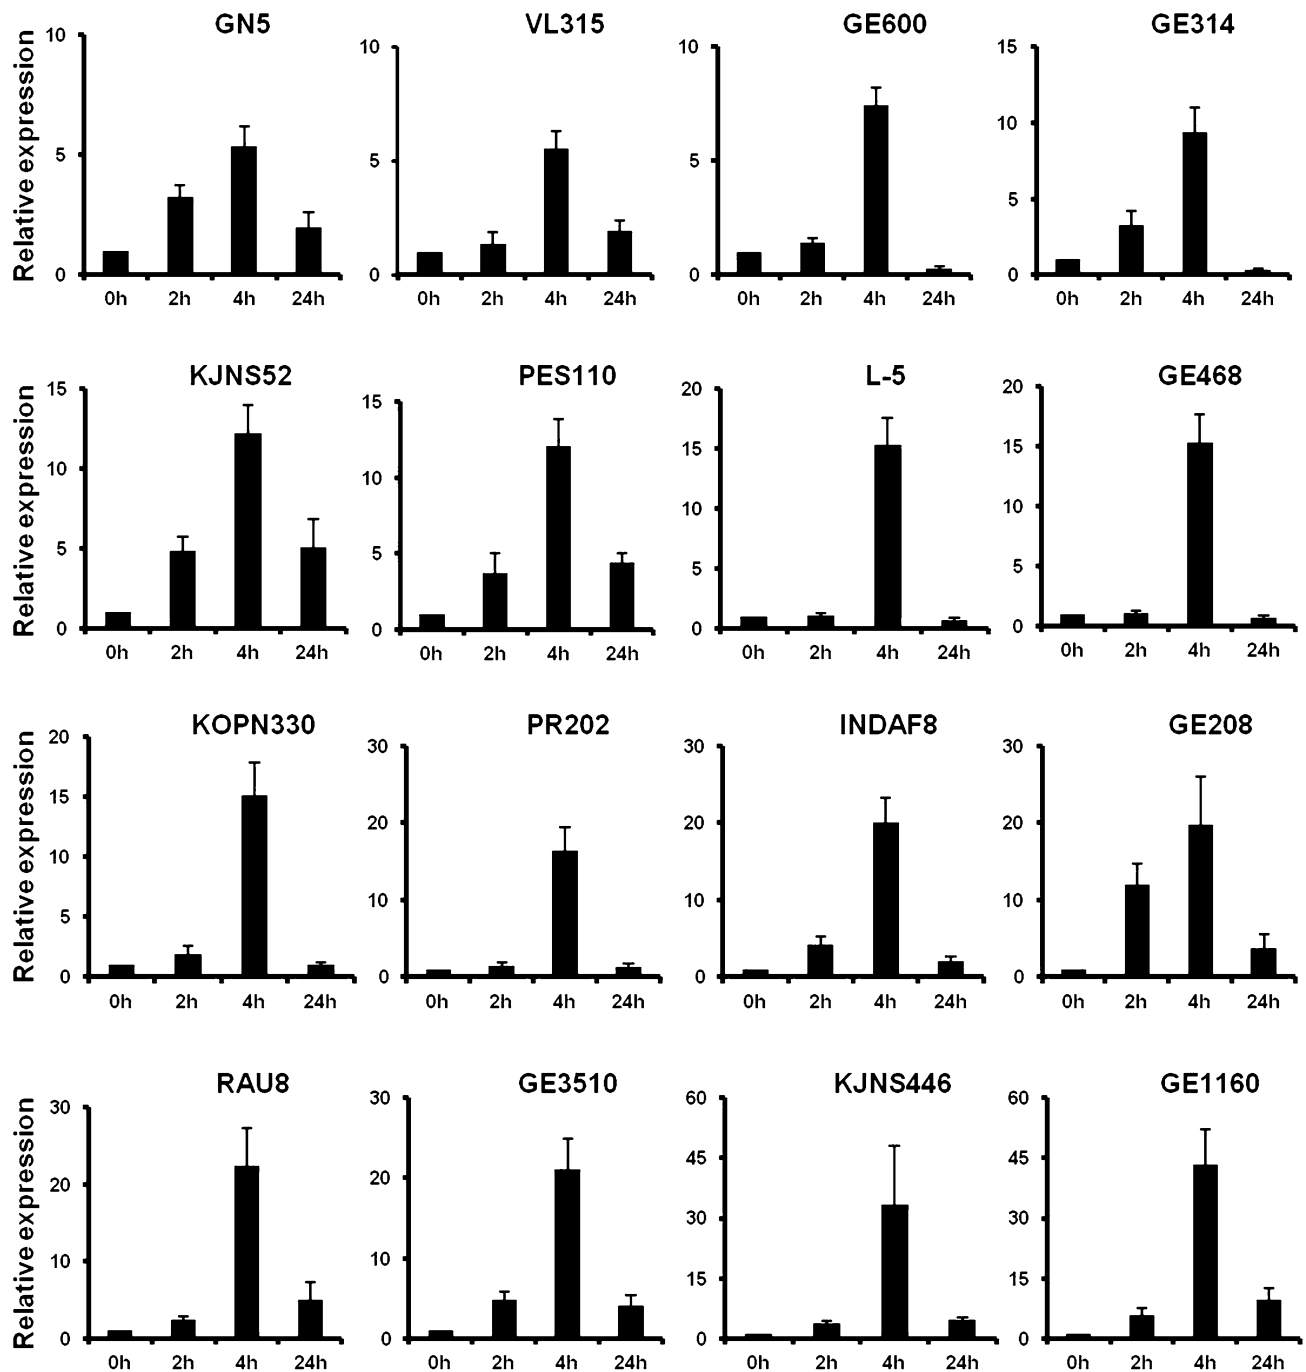 GN5 VL315 GE600 GE314
Relative expression
10 10 10 15
5 5 5 10
5
0 0 0 0
0h 2h 4h 24h 0h 2h 4h 24h 0h 2h 4h 24h 0h 2h 4h 24h
KJNS52 PES110 L-5 GE468
Relative expression
15 15 20 20
10 10 15 15
10 10
5 5 5 5
0 0 0 0
0h 2h 4h 24h 0h 2h 4h 24h 0h 2h 4h 24h 0h 2h 4h 24h
KOPN330 PR202 INDAF8 GE208
Relative expression
20 30 30 30
15 20 20 20
10 10 10 10
5
0 0 0 0
0h 2h 4h 24h 0h 2h 4h 24h 0h 2h 4h 24h 0h 2h 4h 24h
RAU8 GE3510 KJNS446 GE1160
Relative expression
30 30 60 60
45 45
20 20 30 30
10 10 15 15
0 0 0 0
0h 2h 4h 24h 0h 2h 4h 24h 0h 2h 4h 24h 0h 2h 4h 24h